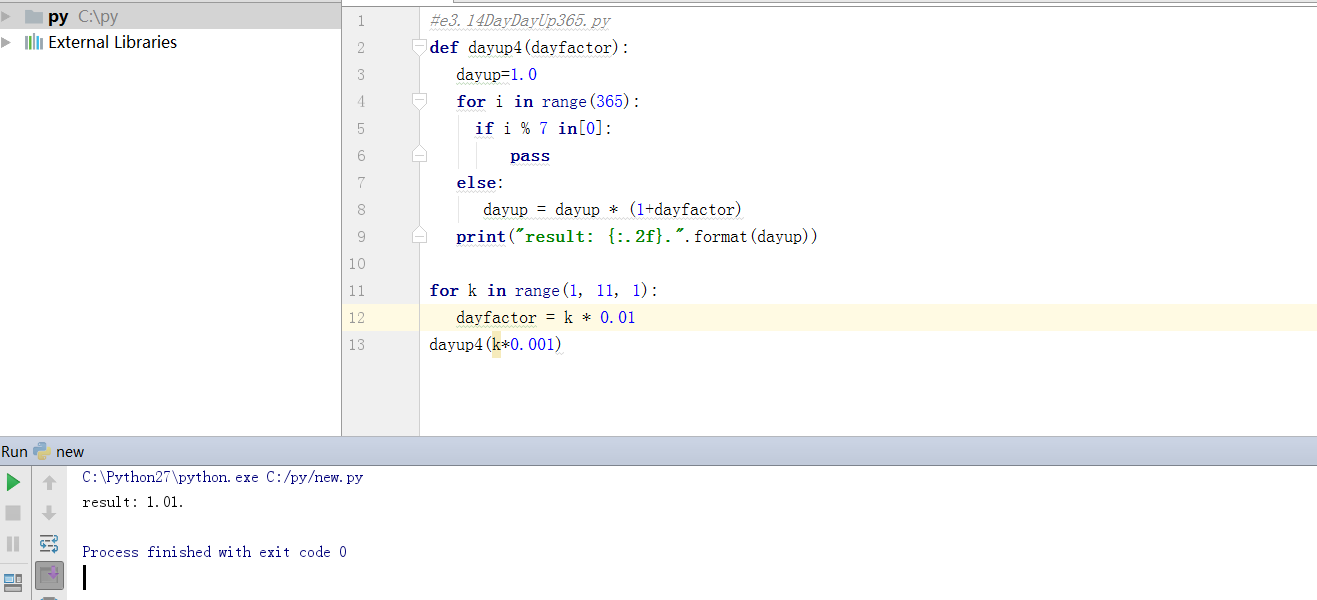 py C:\py
External Libraries
1 #e3.14DayDayUp365.py
2 def dayup4(dayfactor):
3 dayup=1.0
4 for i in range(365):
5 if i % 7 in[0]:
6 pass
7 else:
8 dayup = dayup * (1+dayfactor)
9 print("result: {:.2f}.".format(dayup))
10
11 for k in range(1, 11, 1):
12 dayfactor = k * 0.01
13 dayup4(k*0.001)
Run new
C:\Python27\python.exe C:/py/new.py
result: 1.01.
Process finished with exit code 0